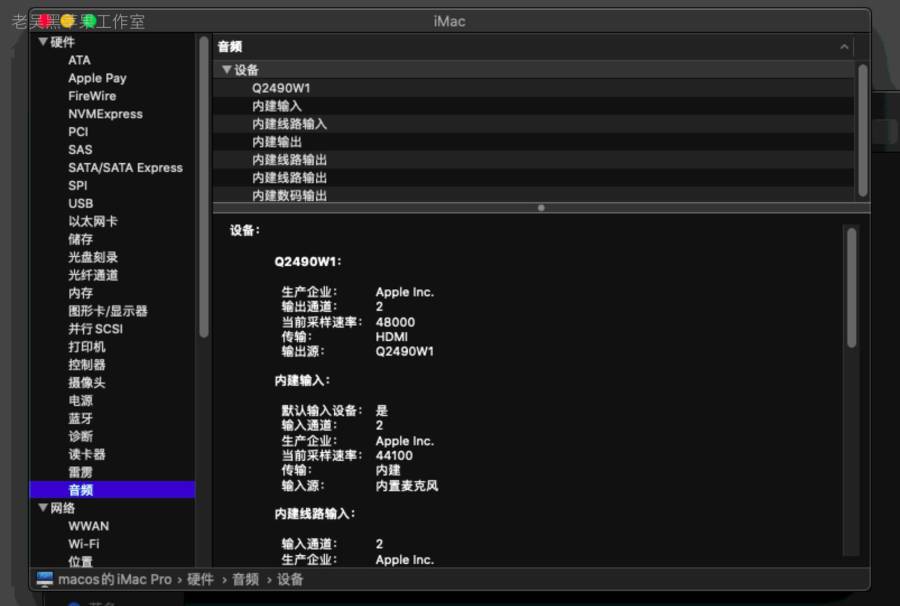 老吴黑苹果工作室
iMac
硬件
ATA
Apple Pay
FireWire
NVMExpress
PCI
SAS
SATA/SATA Express
SPI
USB
以太网卡
储存
光盘刻录
光纤通道
内存
图形卡/显示器
并行 SCSI
打印机
控制器
摄像头
电源
蓝牙
诊断
读卡器
雷雳
音频
网络
WWAN
Wi-Fi
位置
音频
设备
Q2490W1
内建输入
内建线路输入
内建输出
内建线路输出
内建线路输出
内建数码输出
设备：
Q2490W1：
生产企业： Apple Inc.
输出通道： 2
当前采样速率： 48000
传输： HDMI
输出源： Q2490W1
内建输入：
默认输入设备： 是
输入通道： 2
生产企业： Apple Inc.
当前采样速率： 44100
传输： 内建
输入源： 内置麦克风
内建线路输入：
输入通道： 2
生产企业： Apple Inc.
macos的iMac Pro › 硬件 › 音频 › 设备